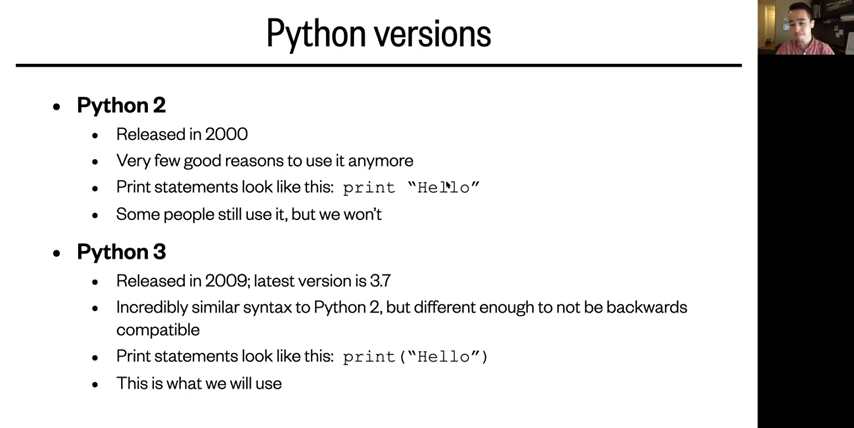 Python versions
• Python 2
• Released in 2000
• Very few good reasons to use it anymore
• Print statements look like this: print “Hello”
• Some people still use it, but we won’t
• Python 3
• Released in 2009; latest version is 3.7
• Incredibly similar syntax to Python 2, but different enough to not be backwards
compatible
• Print statements look like this: print(“Hello”)
• This is what we will use